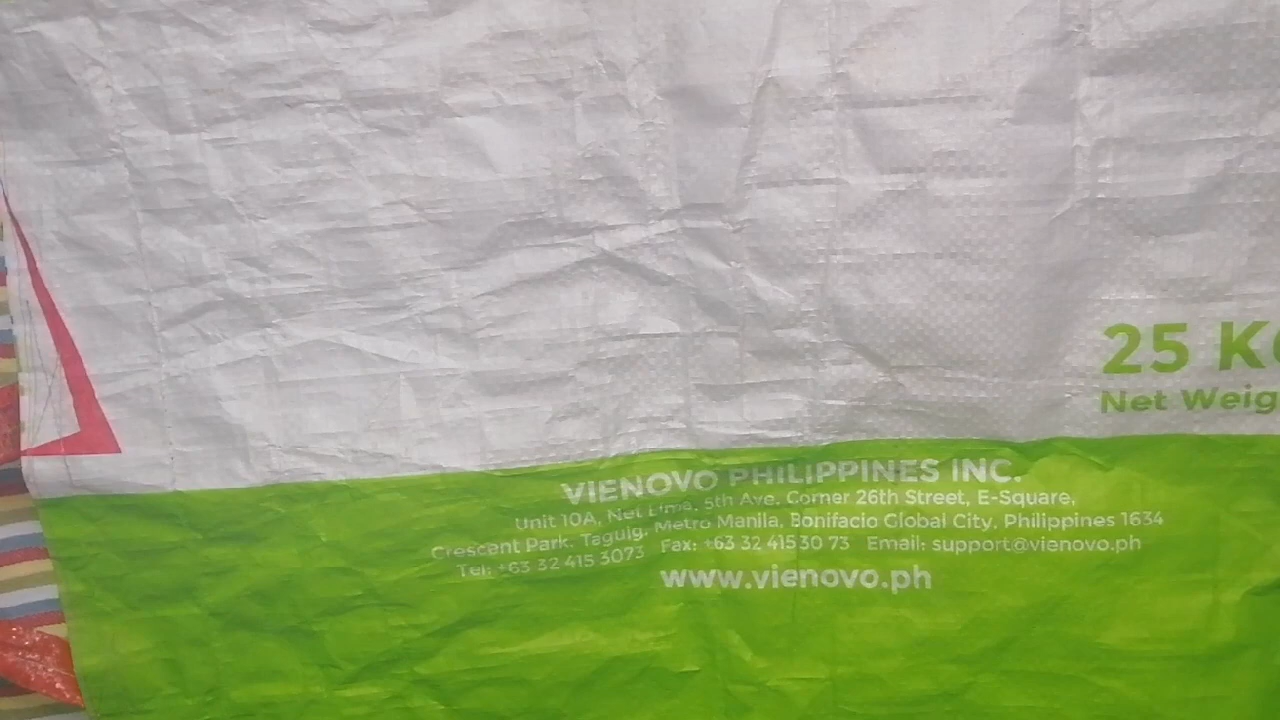 25 K
Net Weig
VIENOVO PHILIPPINES INC.
Unit 10A, Net Lime, 5th Ave. Corner 26th Street, E-Square,
Crescent Park, Taguig, Metro Manila, Bonifacio Global City, Philippines 1634
Tel: +63 32 415 3073 Fax: +63 32 415 30 73 Email: support@vienovo.ph
www.vienovo.ph